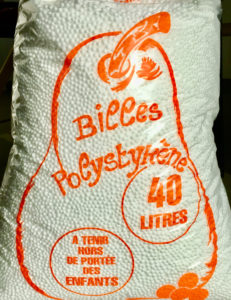 Billes
Polystyrène
40
LITRES
A TENIR
HORS
DE PORTÉE
DES
ENFANTS